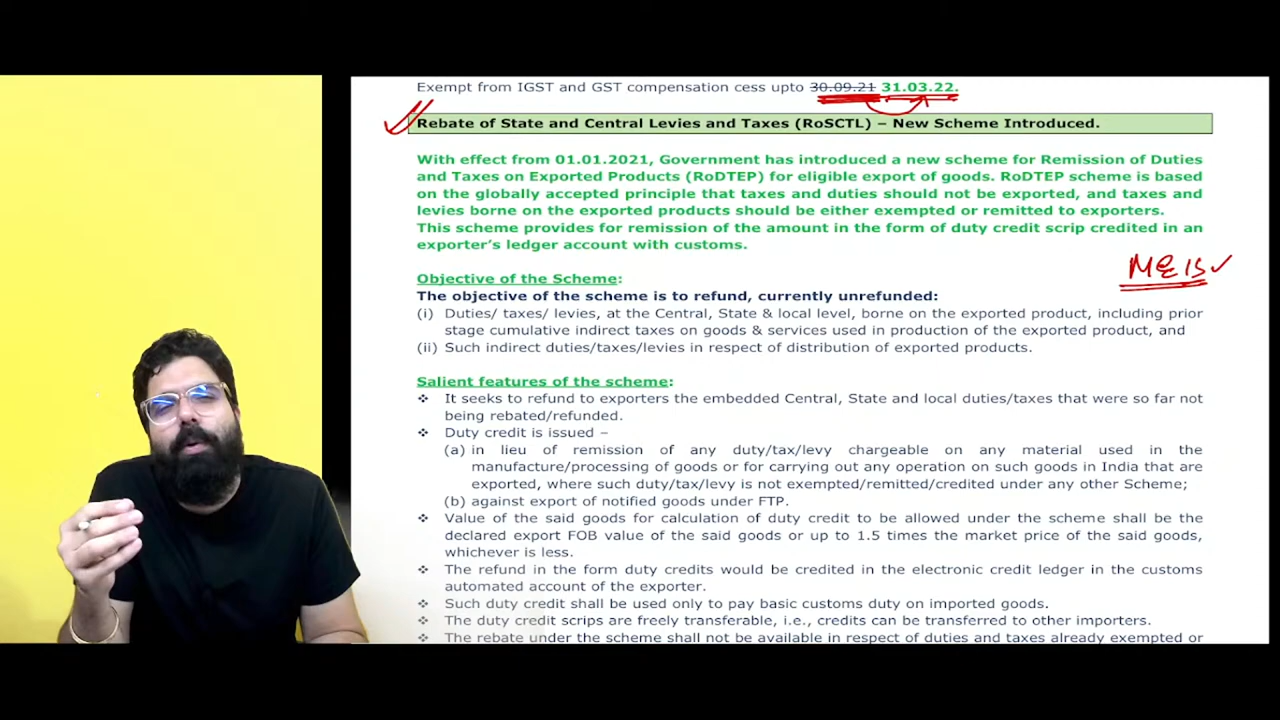 Exempt from IGST and GST compensation cess upto 30.09.21 31.03.22.
Rebate of State and Central Levies and Taxes (RoSCTL) – New Scheme Introduced.
With effect from 01.01.2021, Government has introduced a new scheme for Remission of Duties
and Taxes on Exported Products (RoDTEP) for eligible export of goods. RoDTEP scheme is based
on the globally accepted principle that taxes and duties should not be exported, and taxes and
levies borne on the exported products should be either exempted or remitted to exporters.
This scheme provides for remission of the amount in the form of duty credit scrip credited in an
exporter's ledger account with customs.
MEIS
Objective of the Scheme:
The objective of the scheme is to refund, currently unrefunded:
(i) Duties/ taxes/ levies, at the Central, State & local level, borne on the exported product, including prior
stage cumulative indirect taxes on goods & services used in production of the exported product, and
(ii) Such indirect duties/taxes/levies in respect of distribution of exported products.
Salient features of the scheme:
❖ It seeks to refund to exporters the embedded Central, State and local duties/taxes that were so far not
being rebated/refunded.
❖ Duty credit is issued –
(a) in lieu of remission of any duty/tax/levy chargeable on any material used in the
manufacture/processing of goods or for carrying out any operation on such goods in India that are
exported, where such duty/tax/levy is not exempted/remitted/credited under any other Scheme;
(b) against export of notified goods under FTP.
❖ Value of the said goods for calculation of duty credit to be allowed under the scheme shall be the
declared export FOB value of the said goods or up to 1.5 times the market price of the said goods,
whichever is less.
❖ The refund in the form duty credits would be credited in the electronic credit ledger in the customs
automated account of the exporter.
❖ Such duty credit shall be used only to pay basic customs duty on imported goods.
❖ The duty credit scrips are freely transferable, i.e., credits can be transferred to other importers.
❖ The rebate under the scheme shall not be available in respect of duties and taxes already exempted or